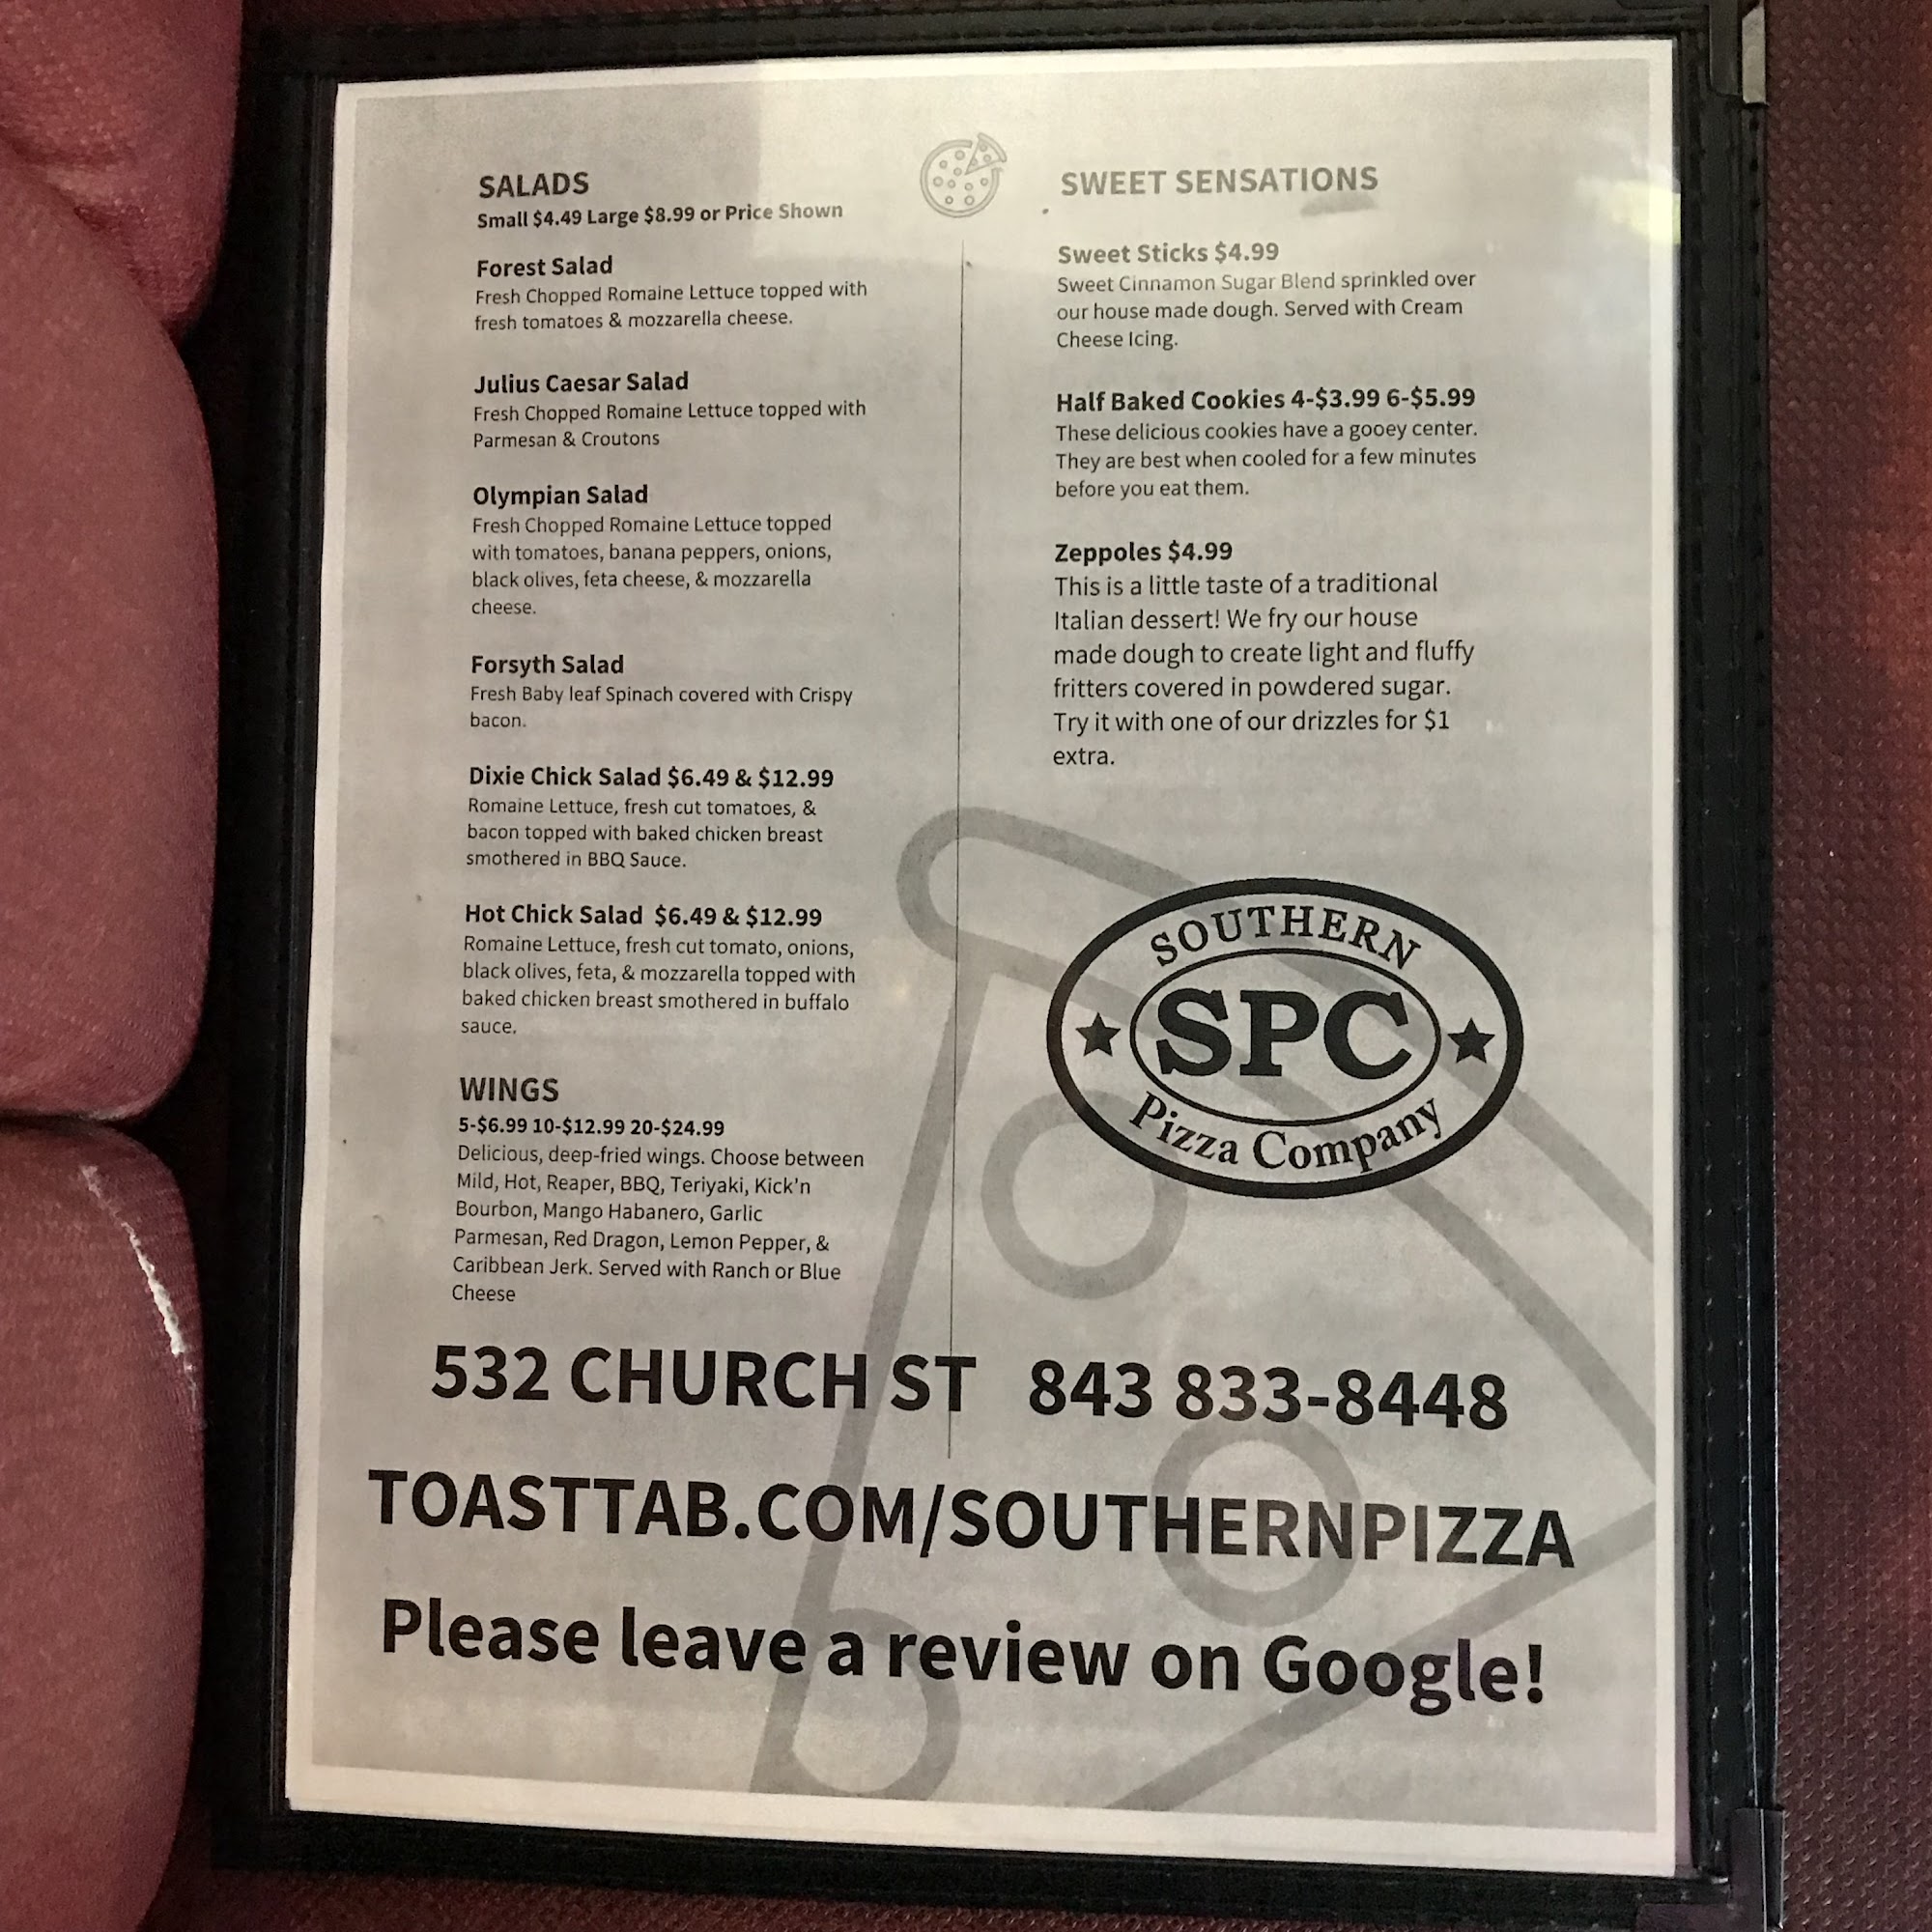 SALADS
Small $4.49 Large $8.99 or Price Shown
Forest Salad
Fresh Chopped Romaine Lettuce topped with
fresh tomatoes & mozzarella cheese.
Julius Caesar Salad
Fresh Chopped Romaine Lettuce topped with
Parmesan & Croutons
Olympian Salad
Fresh Chopped Romaine Lettuce topped
with tomatoes, banana peppers, onions,
black olives, feta cheese, & mozzarella
cheese.
Forsyth Salad
Fresh Baby leaf Spinach covered with Crispy
bacon.
Dixie Chick Salad $6.49 & $12.99
Romaine Lettuce, fresh cut tomatoes, &
bacon topped with baked chicken breast
smothered in BBQ Sauce.
Hot Chick Salad $6.49 & $12.99
Romaine Lettuce, fresh cut tomato, onions,
black olives, feta, & mozzarella topped with
baked chicken breast smothered in buffalo
sauce.
WINGS
5-$6.99 10-$12.99 20-$24.99
Delicious, deep-fried wings. Choose between
Mild, Hot, Reaper, BBQ, Teriyaki, Kick'n
Bourbon, Mango Habanero, Garlic
Parmesan, Red Dragon, Lemon Pepper, &
Caribbean Jerk. Served with Ranch or Blue
Cheese
SWEET SENSATIONS
Sweet Sticks $4.99
Sweet Cinnamon Sugar Blend sprinkled over
our house made dough. Served with Cream
Cheese Icing.
Half Baked Cookies 4-$3.99 6-$5.99
These delicious cookies have a gooey center.
They are best when cooled for a few minutes
before you eat them.
Zeppoles $4.99
This is a little taste of a traditional
Italian dessert! We fry our house
made dough to create light and fluffy
fritters covered in powdered sugar.
Try it with one of our drizzles for $1
extra.
SOUTHERN
SPC
Pizza Company
532 CHURCH ST 843 833-8448
TOASTTAB.COM/SOUTHERNPIZZA
Please leave a review on Google!